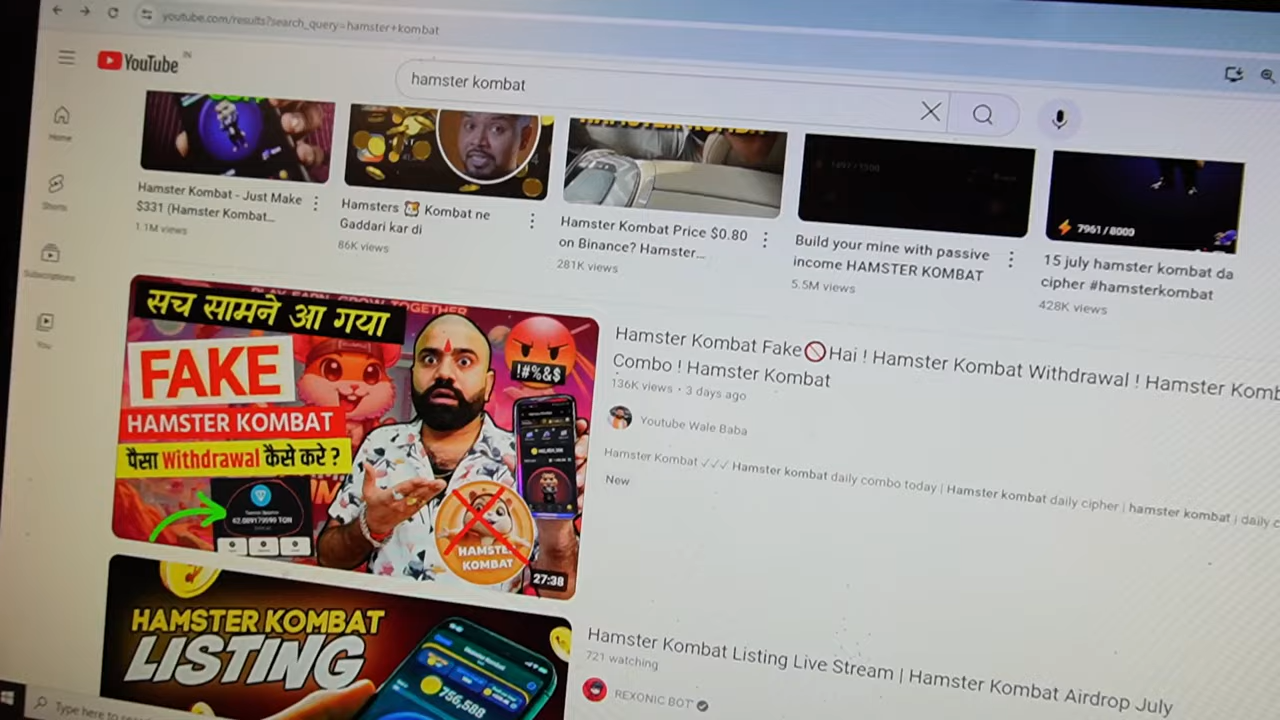 youtube.com/results?search_query=hamster+kombat
YouTube IN
hamster kombat
Home
Shorts
Subscriptions
You
Hamster Kombat - Just Make
$331 (Hamster Kombat...
1.1M views
Hamsters 🐹 Kombat ne
Gaddari kar di
86K views
Hamster Kombat Price $0.80
on Binance? Hamster...
281K views
Build your mine with passive
income HAMSTER KOMBAT
5.5M views
7961 / 8000
15 july hamster kombat da
cipher #hamsterkombat
428K views
सच सामने आ गया
FAKE
HAMSTER KOMBAT
पैसा Withdrawal कैसे करे ?
!#%&$
HAMSTER
KOMBAT
27:38
Hamster Kombat Fake🚫Hai ! Hamster Kombat Withdrawal ! Hamster Komb
Combo ! Hamster Kombat
136K views • 3 days ago
Youtube Wale Baba
Hamster Kombat ✓✓✓ Hamster kombat daily combo today | Hamster kombat daily cipher | hamster kombat | daily c
New
HAMSTER KOMBAT
LISTING
756,588
Hamster Kombat Listing Live Stream | Hamster Kombat Airdrop July
721 watching
REXONIC BOT
Type here to sea